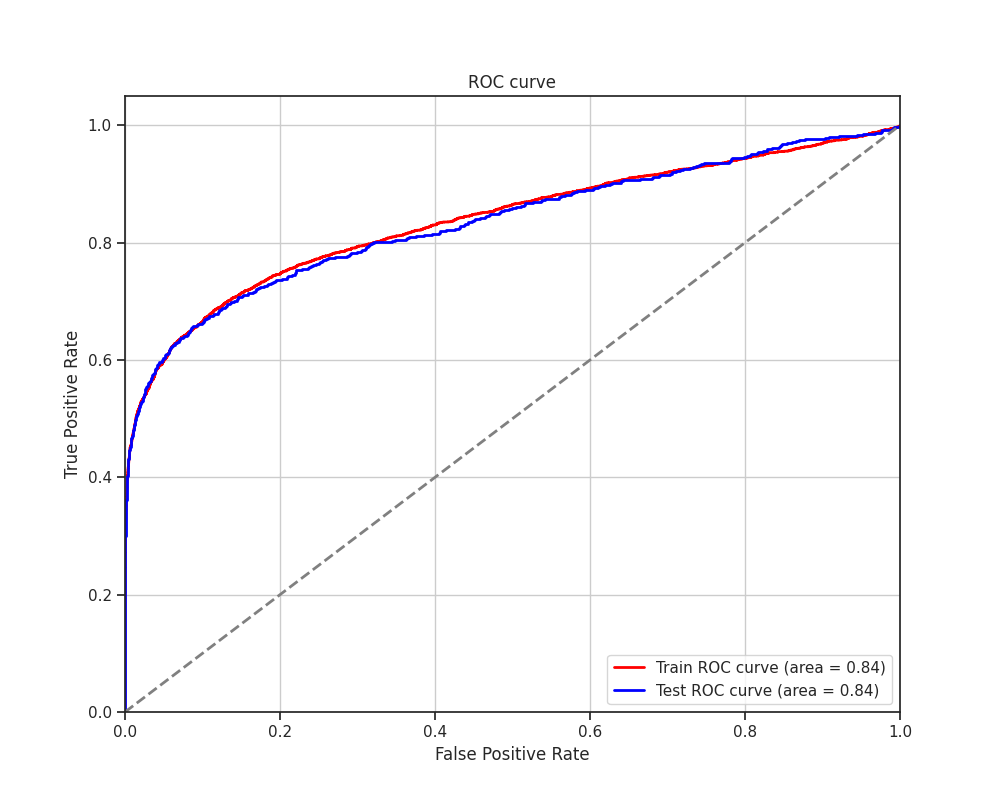 ROC curve
1.0
0.8
0.6
0.4
0.2
0.0
True Positive Rate
Train ROC curve (area = 0.84)
Test ROC curve (area = 0.84)
0.0 0.2 0.4 0.6 0.8 1.0
False Positive Rate